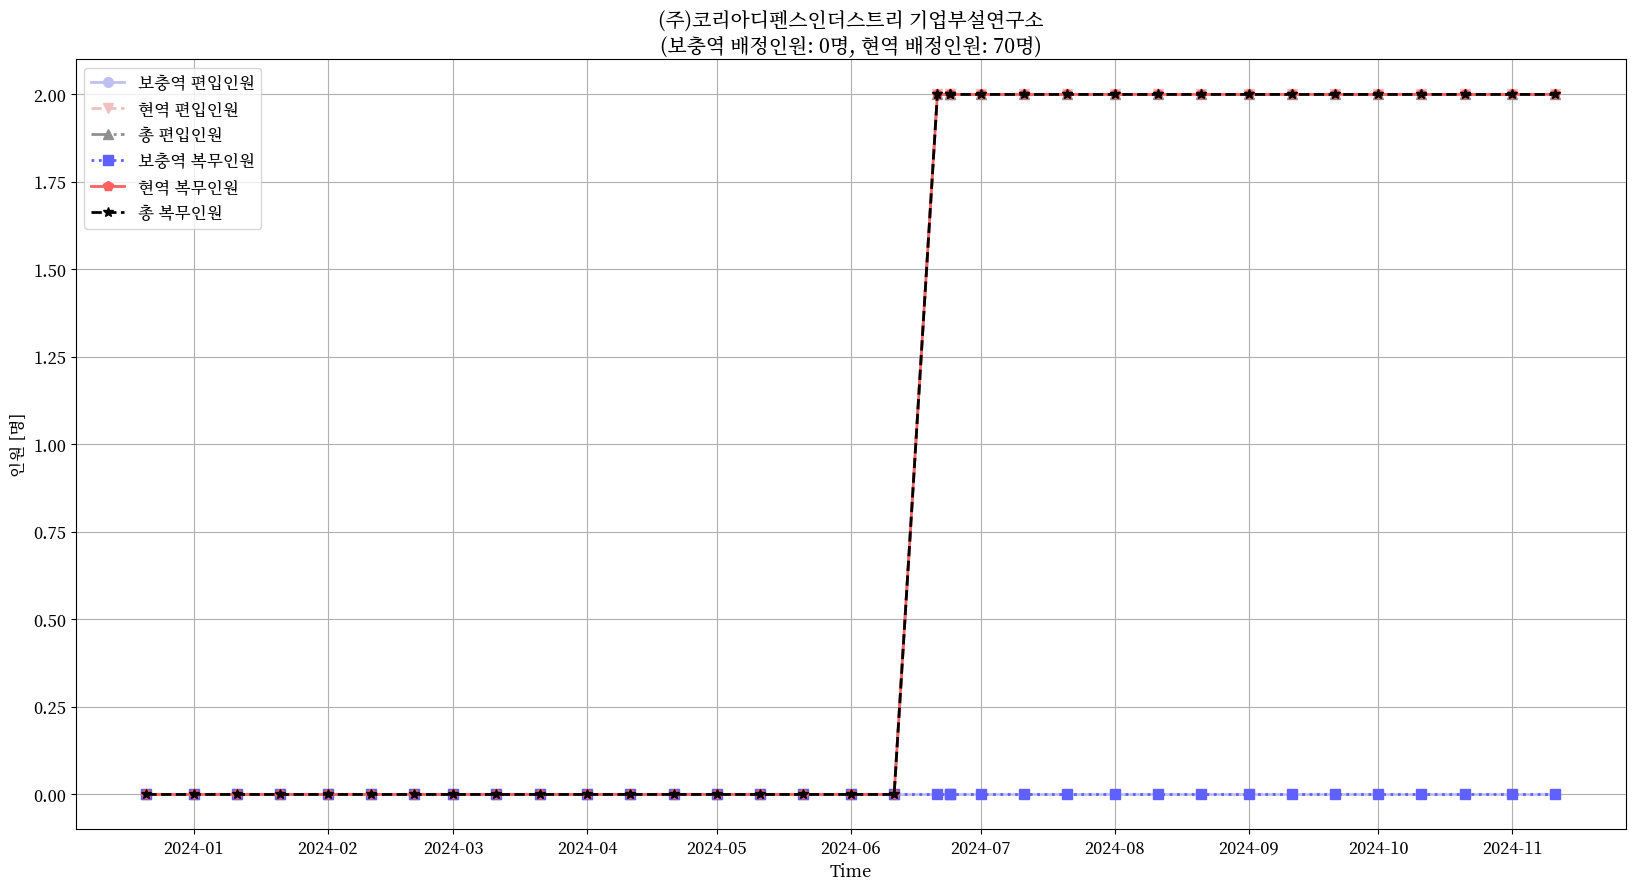 (주)코리아디펜스인더스트리 기업부설연구소
(보충역 배정인원: 0명, 현역 배정인원: 70명)
보충역 편입인원
현역 편입인원
총 편입인원
보충역 복무인원
현역 복무인원
총 복무인원
인원 [명]
2.00
1.75
1.50
1.25
1.00
0.75
0.50
0.25
0.00
2024-01 2024-02 2024-03 2024-04 2024-05 2024-06 2024-07 2024-08 2024-09 2024-10 2024-11
Time